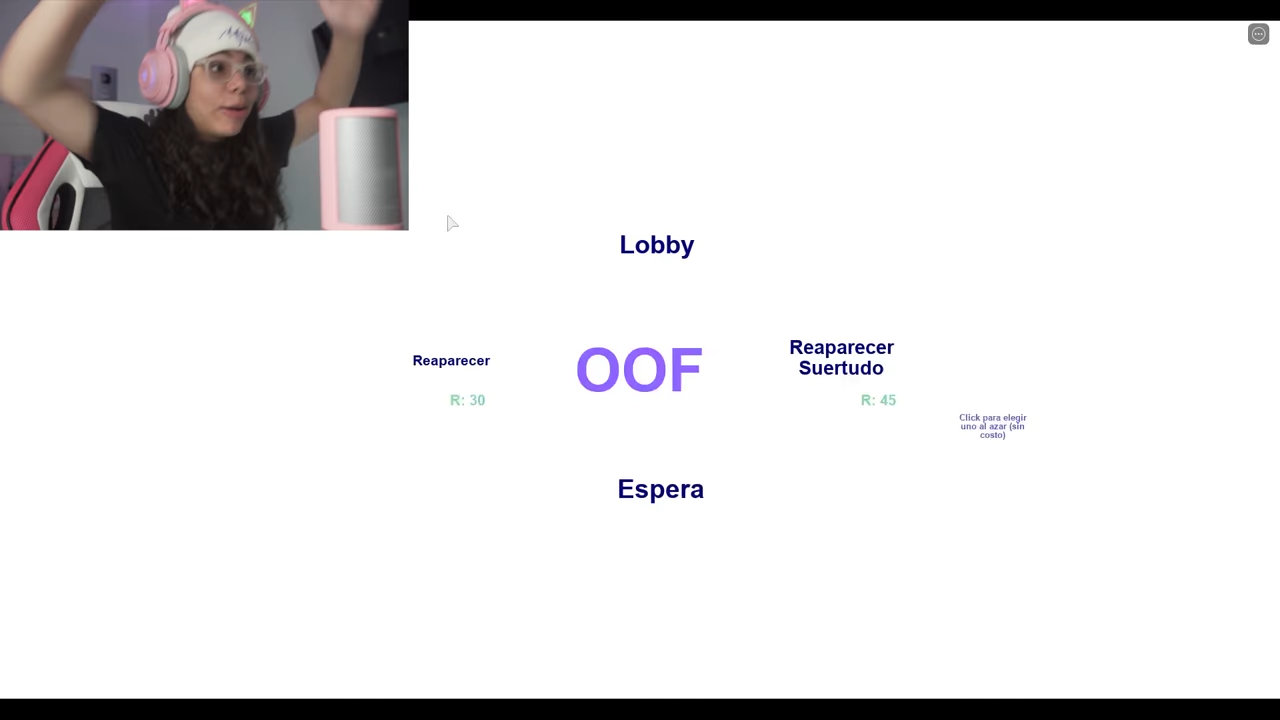 Lobby
Reaparecer
R: 30
OOF
Reaparecer
Suertudo
R: 45
Click para elegir
uno al azar (sin
costo)
Espera